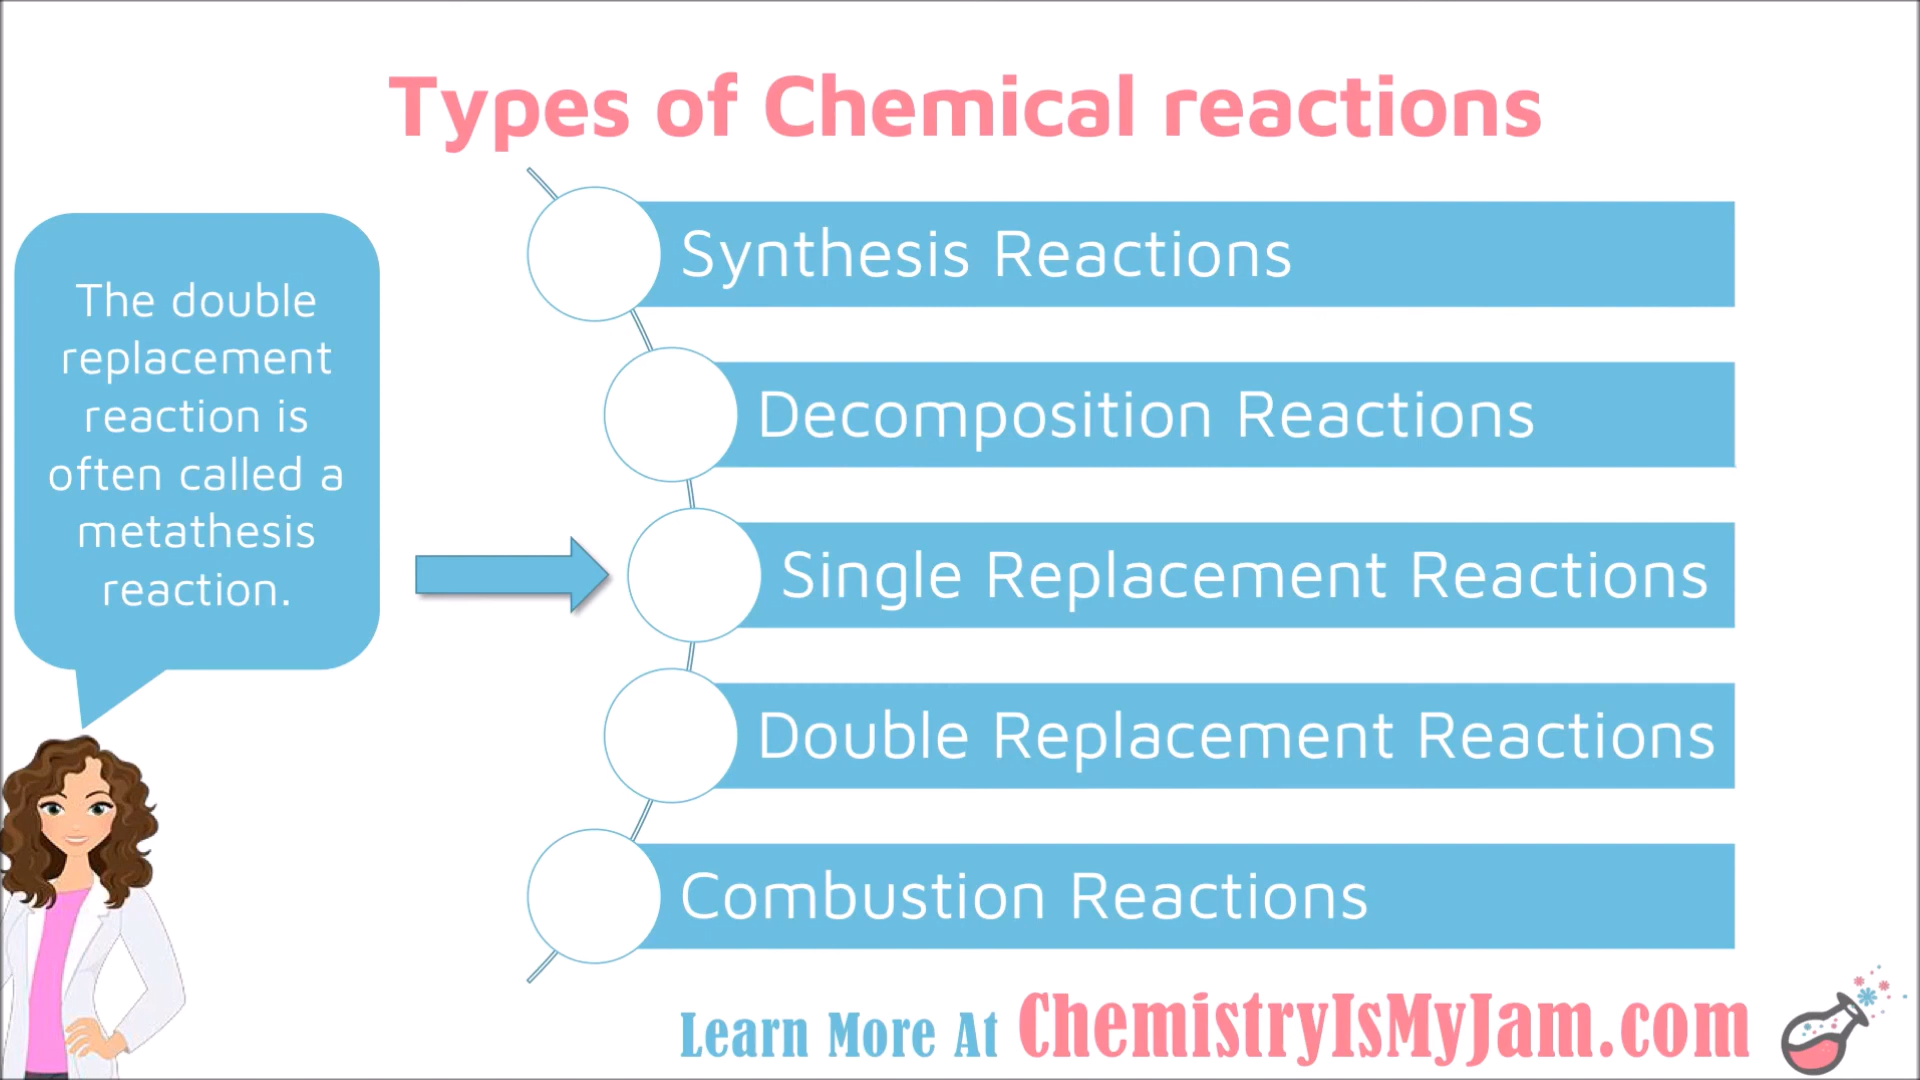 Types of Chemical reactions
The double
replacement
reaction is
often called a
metathesis
reaction.
Synthesis Reactions
Decomposition Reactions
Single Replacement Reactions
Double Replacement Reactions
Combustion Reactions
Learn More At ChemistryIsMyJam.com